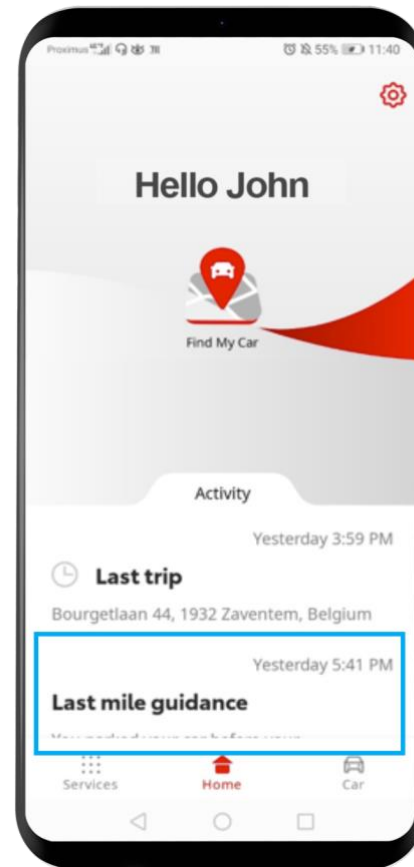 Proximus 55% 11:40
Hello John
Find My Car
Activity
Yesterday 3:59 PM
Last trip
Bourgetlaan 44, 1932 Zaventem, Belgium
Yesterday 5:41 PM
Last mile guidance
Services Home Car